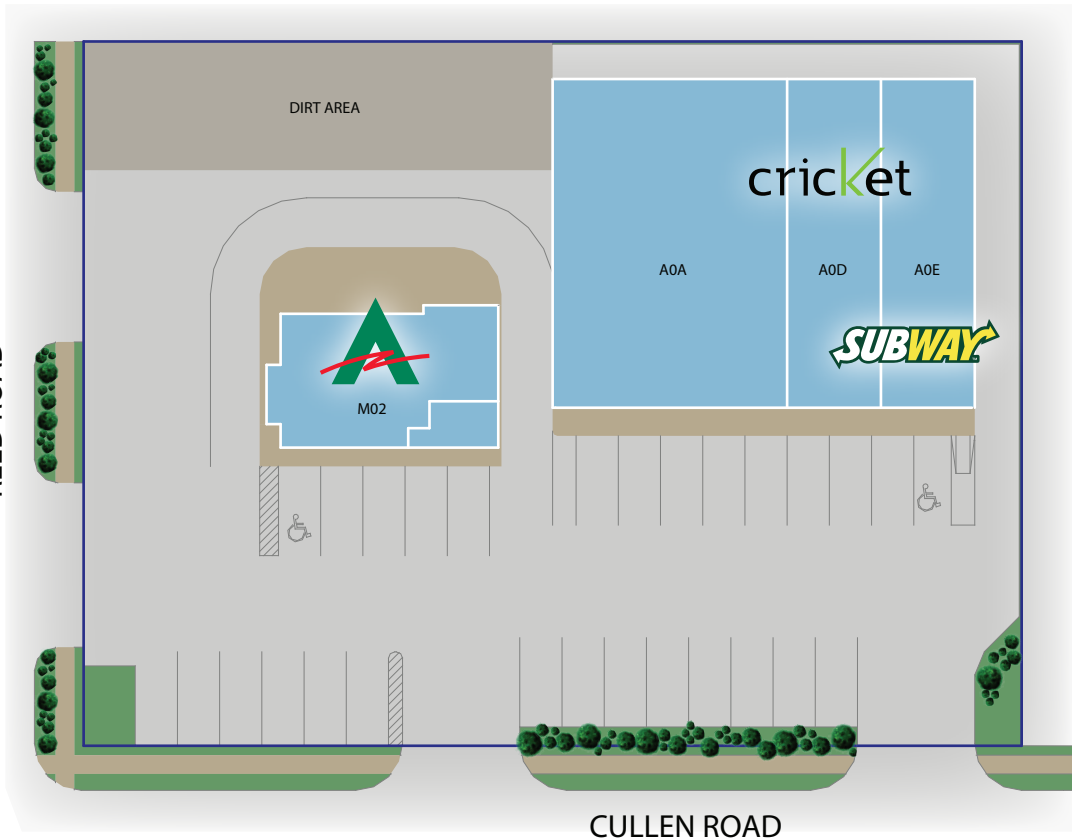 DIRT AREA
cricket
A0A
A0D
A0E
SUBWAY
M02
CULLEN ROAD